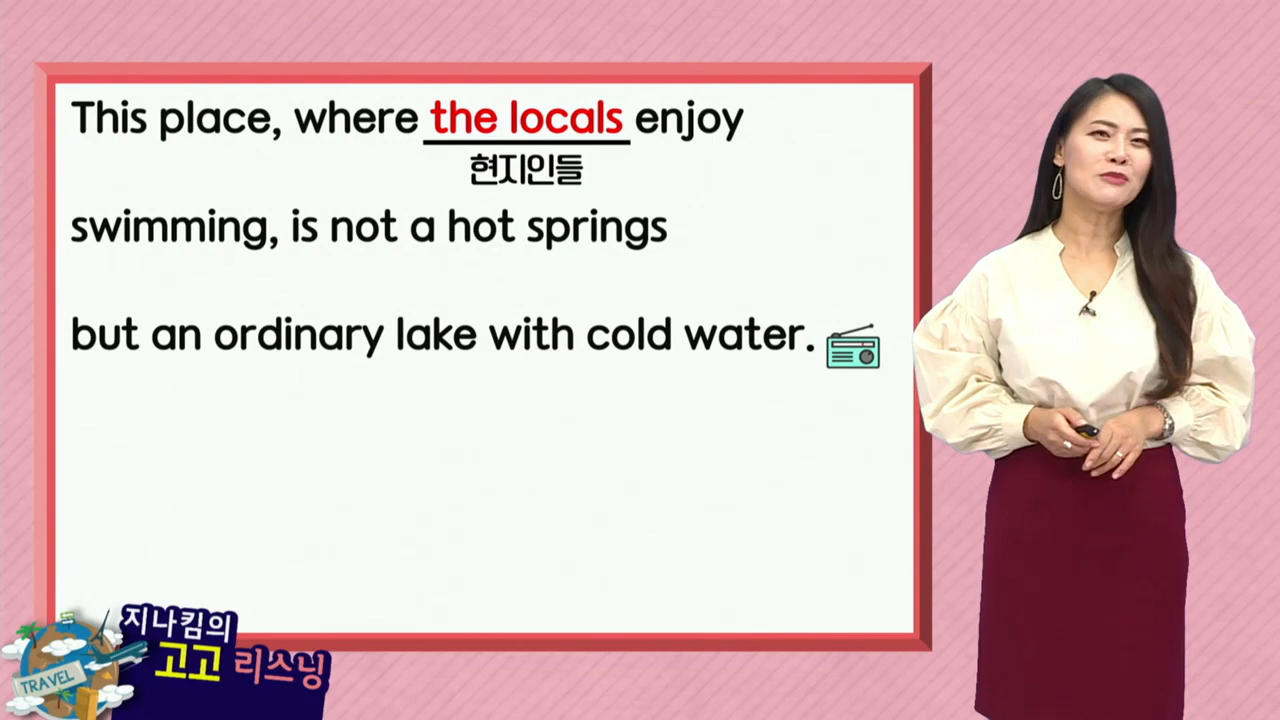 This place, where the locals enjoy
현지인들
swimming, is not a hot springs
but an ordinary lake with cold water.
지나킴의
고고 리스닝
TRAVEL